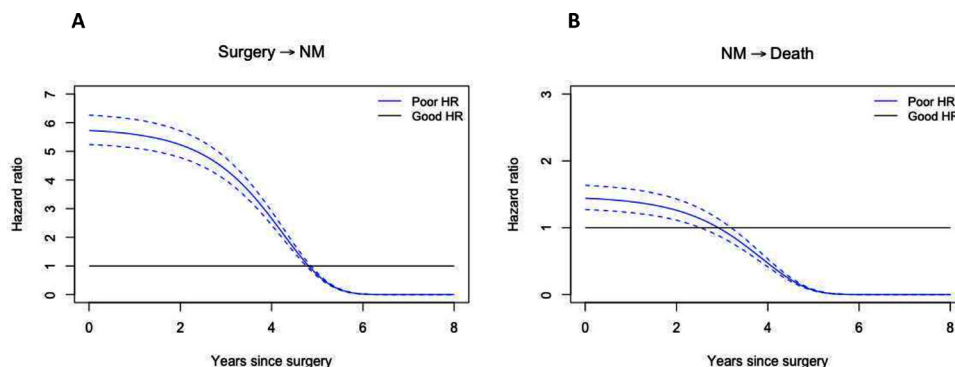 A
Surgery → NM
7
6
5
4
3
2
1
0
Hazard ratio
Poor HR
Good HR
0 2 4 6 8
Years since surgery
B
NM → Death
3
2
1
0
Hazard ratio
Poor HR
Good HR
0 2 4 6 8
Years since surgery